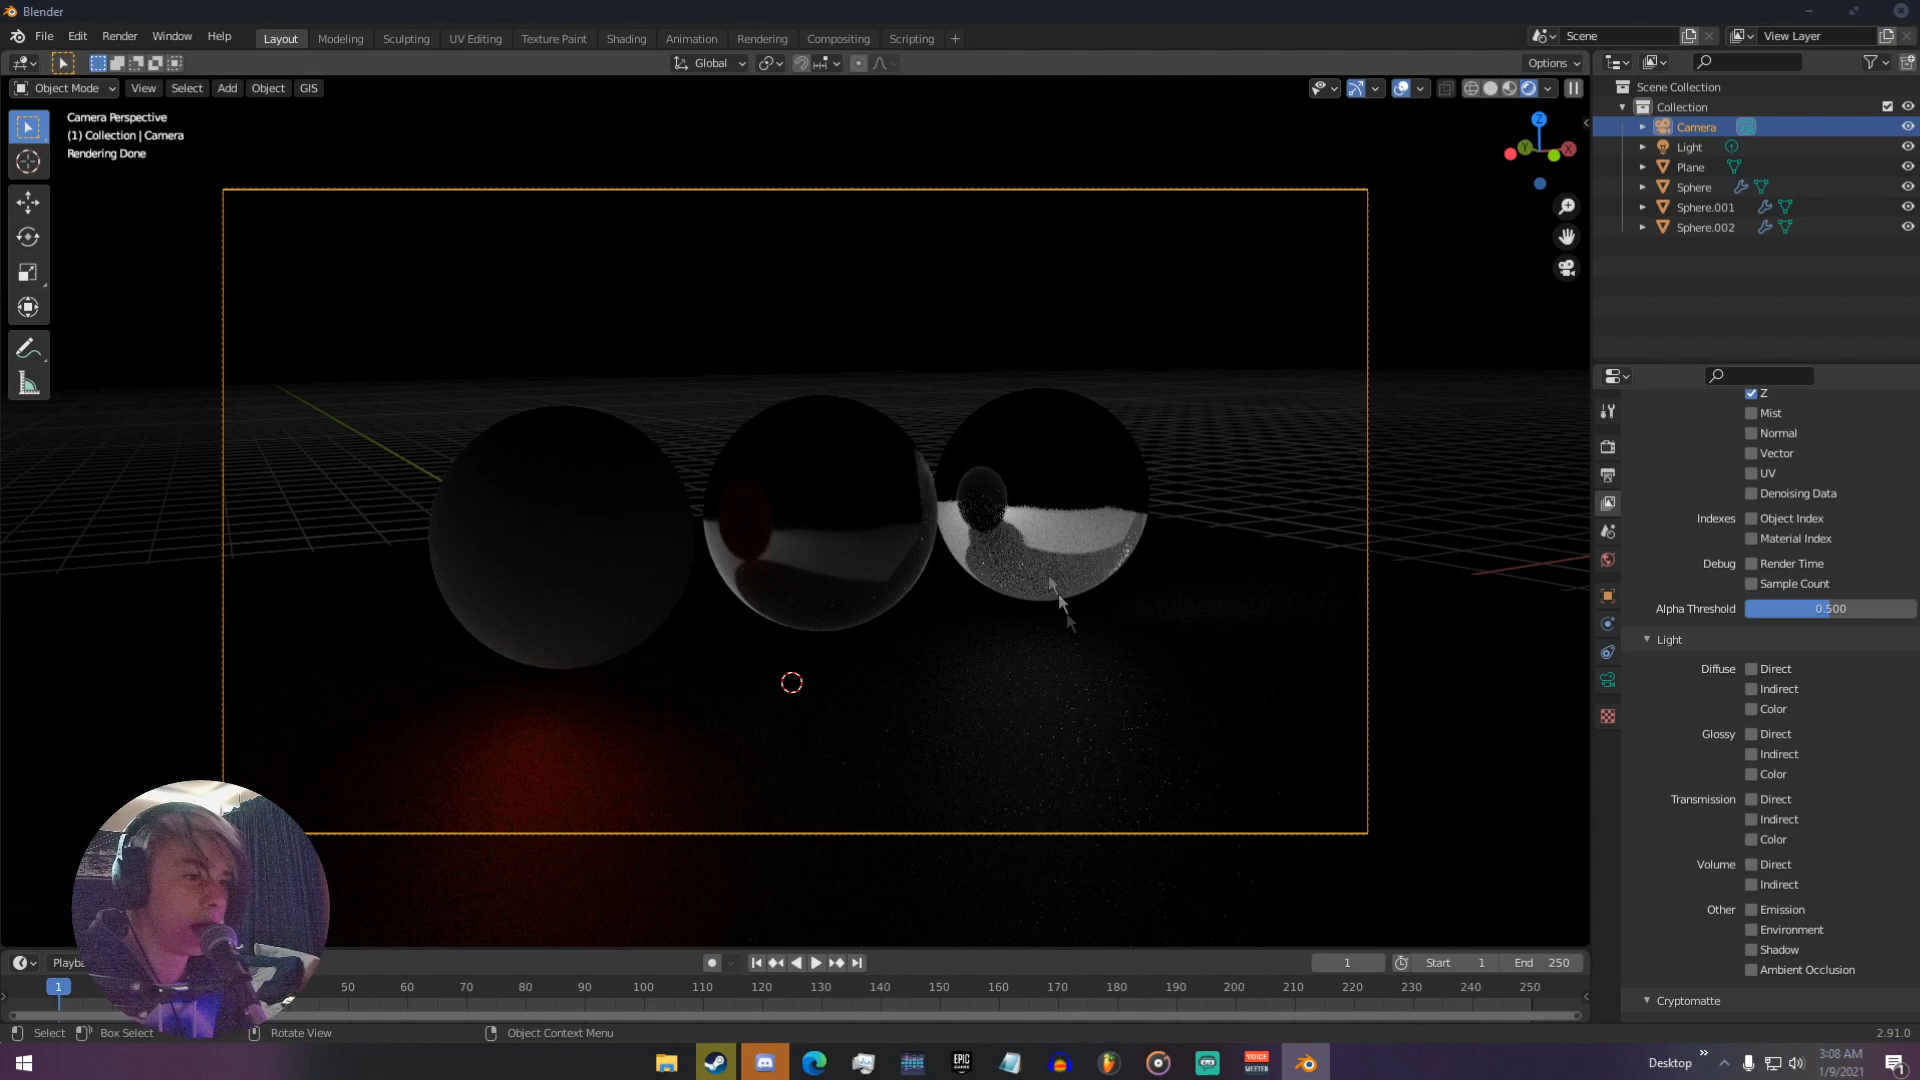 Blender
File Edit Render Window Help
Layout Modeling Sculpting UV Editing Texture Paint Shading Animation Rendering Compositing Scripting +
Scene
View Layer
Global
Options
Object Mode View Select Add Object GIS
Camera Perspective
(1) Collection | Camera
Rendering Done
Z
Y
X
Scene Collection
Collection
Camera
Light
Plane
Sphere
Sphere.001
Sphere.002
Z
Mist
Normal
Vector
UV
Denoising Data
Indexes Object Index
Material Index
Debug Render Time
Sample Count
Alpha Threshold 0.500
Light
Diffuse Direct
Indirect
Color
Glossy Direct
Indirect
Color
Transmission Direct
Indirect
Color
Volume Direct
Indirect
Other Emission
Environment
Shadow
Ambient Occlusion
Cryptomatte
1 Start 1 End 250
1 50 60 70 80 90 100 110 120 130 140 150 160 170 180 190 200 210 220 230 240 250
Select Box Select Rotate View Object Context Menu
2.91.0
EPIC GAMES
VOICE MEETER
Desktop
3:08 AM
1/9/2021
1